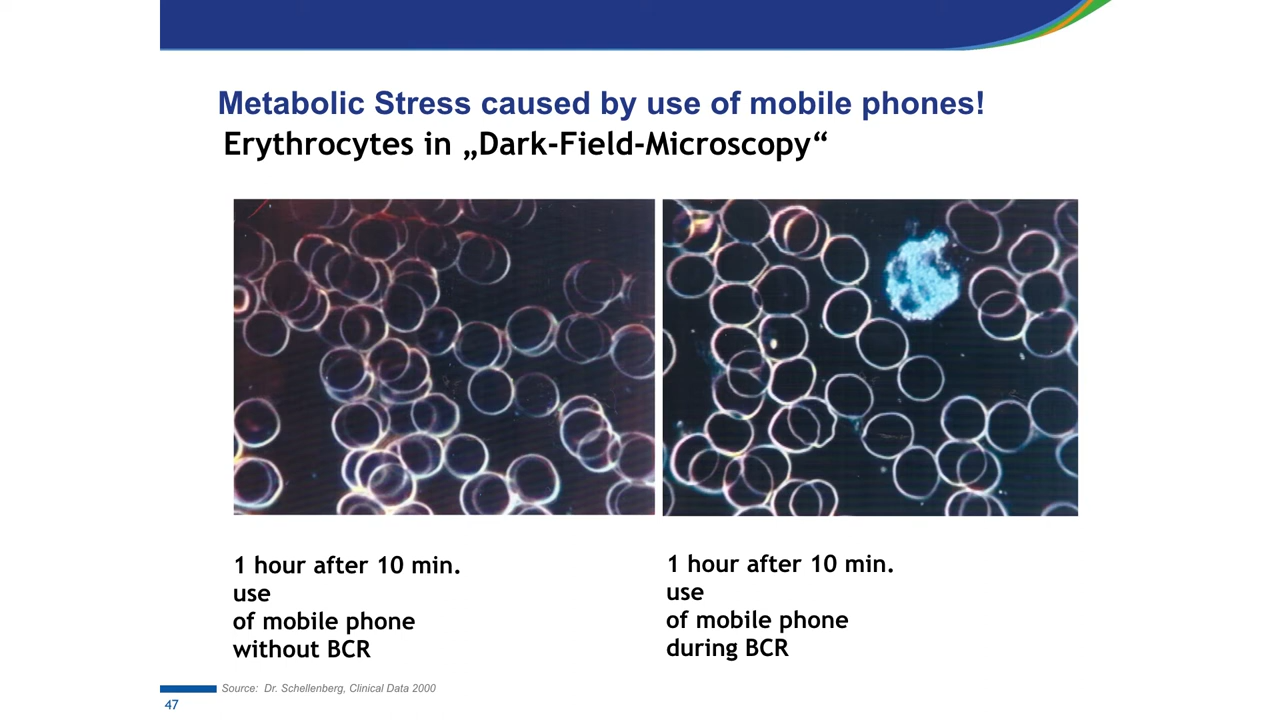 Metabolic Stress caused by use of mobile phones!
Erythrocytes in „Dark-Field-Microscopy“
1 hour after 10 min.
use
of mobile phone
without BCR
1 hour after 10 min.
use
of mobile phone
during BCR
Source: Dr. Schellenberg, Clinical Data 2000
47